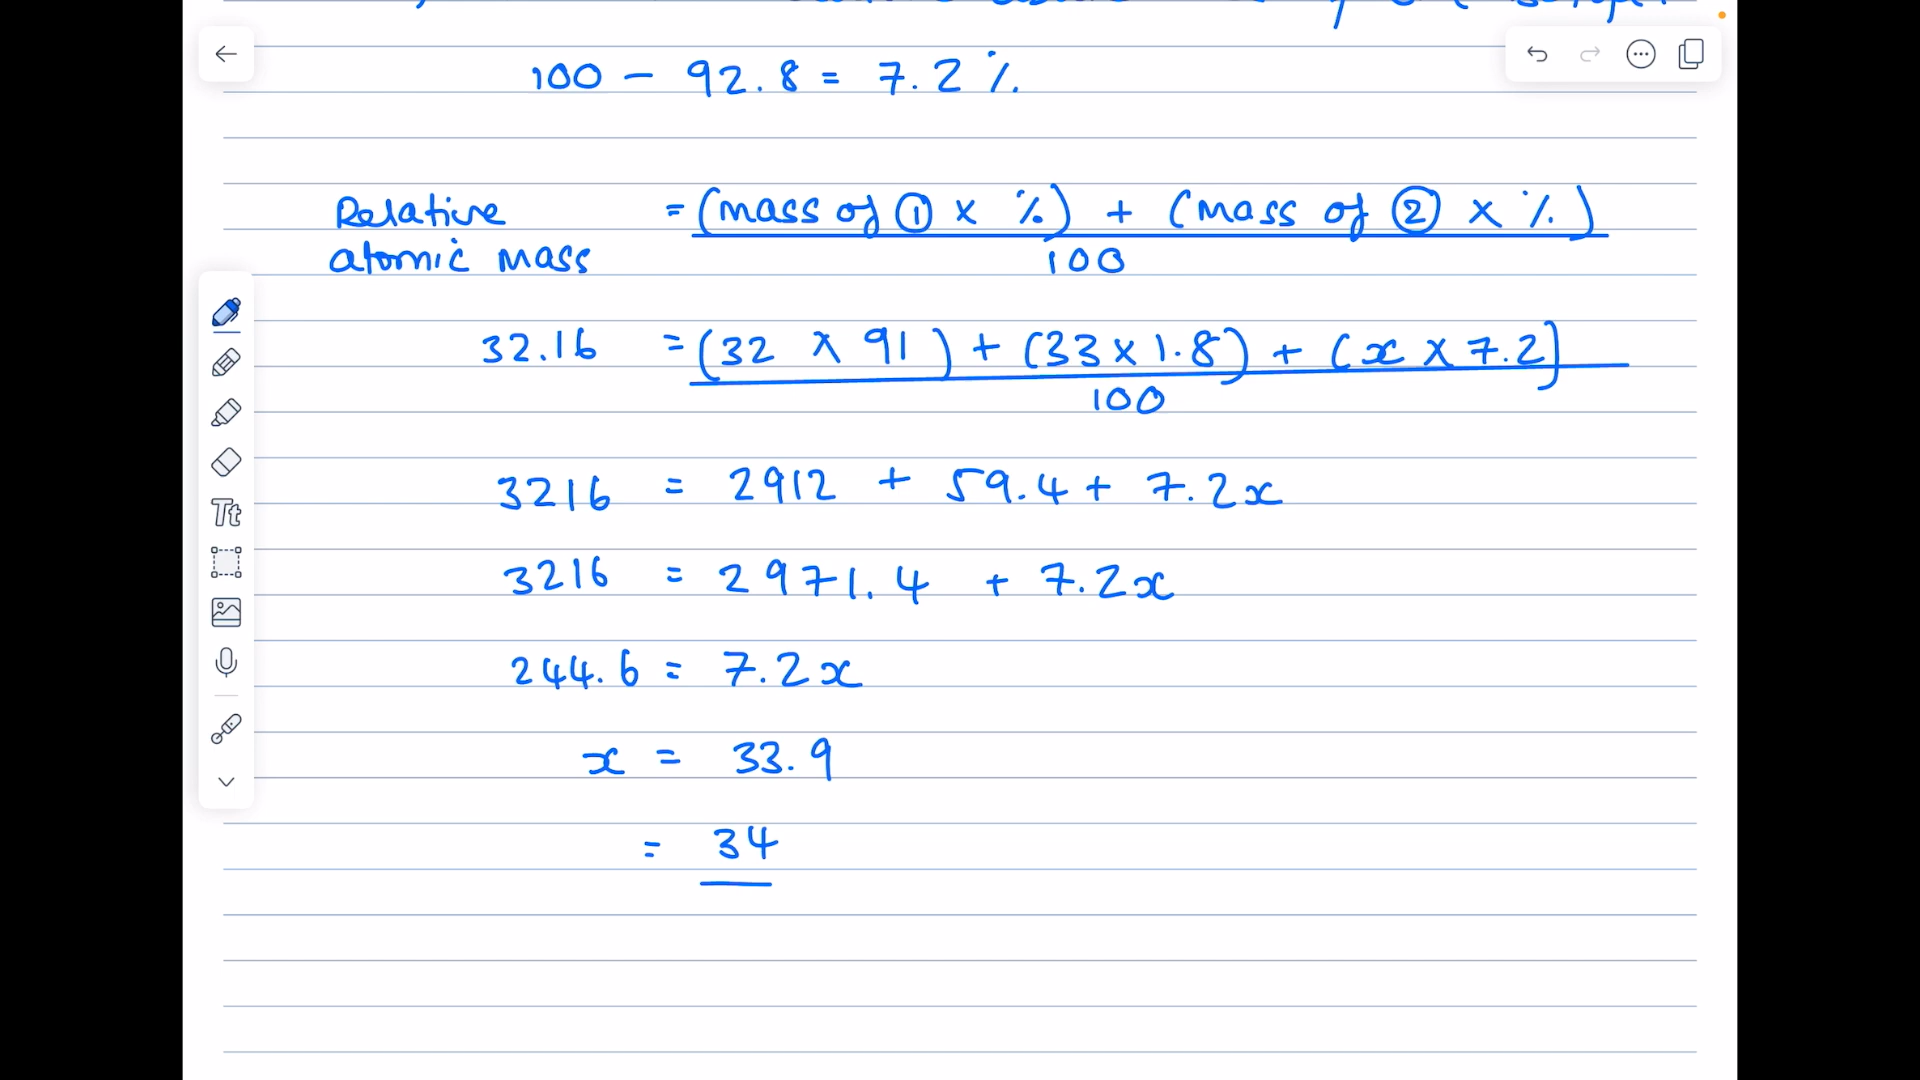 100 - 92.8 = 7.2 %
Relative = (mass of ① x %) + (mass of ② x %)
atomic mass 100
32.16 = (32 x 91) + (33 x 1.8) + (x x 7.2)
100
3216 = 2912 + 59.4 + 7.2x
3216 = 2971.4 + 7.2x
244.6 = 7.2x
x = 33.9
= 34
Tt